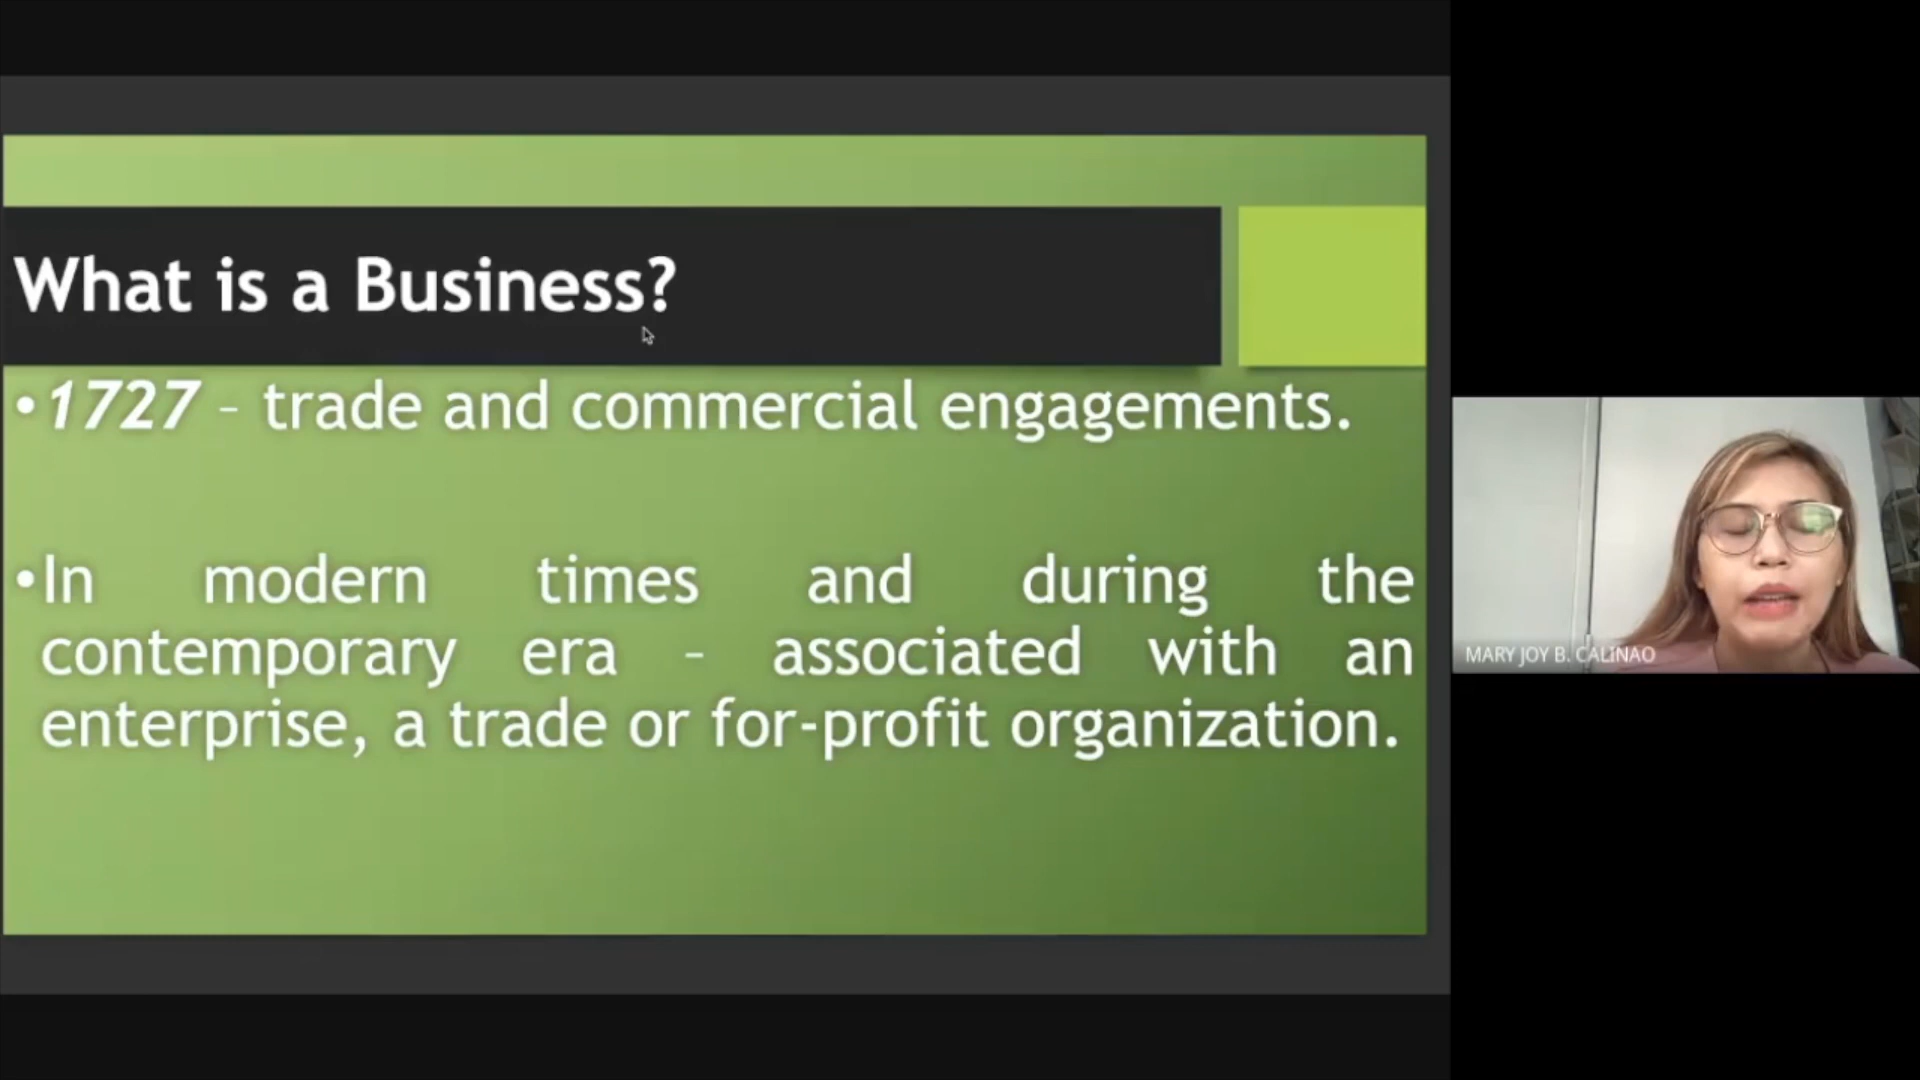 What is a Business?
•1727 – trade and commercial engagements.
•In modern times and during the
contemporary era – associated with an
enterprise, a trade or for-profit organization.
MARY JOY B. CALINAO